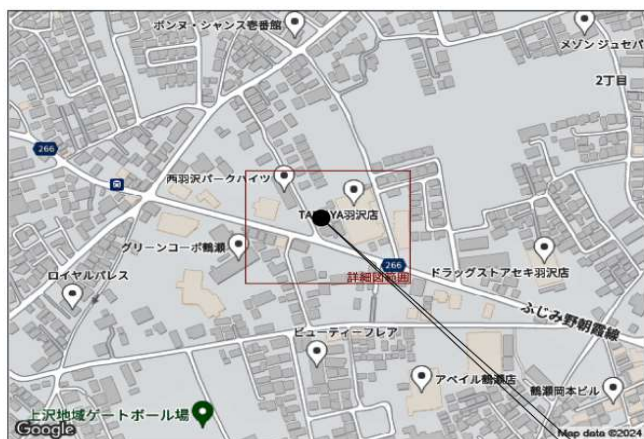 ボンヌ・シャンス壱番館
メゾン ジュセパ
2丁目
266
西羽沢パークハイツ
TA YA羽沢店
グリーンコーポ鶴瀬
266
詳細図範囲
ドラッグストアセキ羽沢店
ロイヤルパレス
ふじみ野朝霞線
ビューティーフレア
アベイル鶴瀬店
鶴瀬岡本ビル
上沢地域ゲートボール場
Google
Map data ©2024